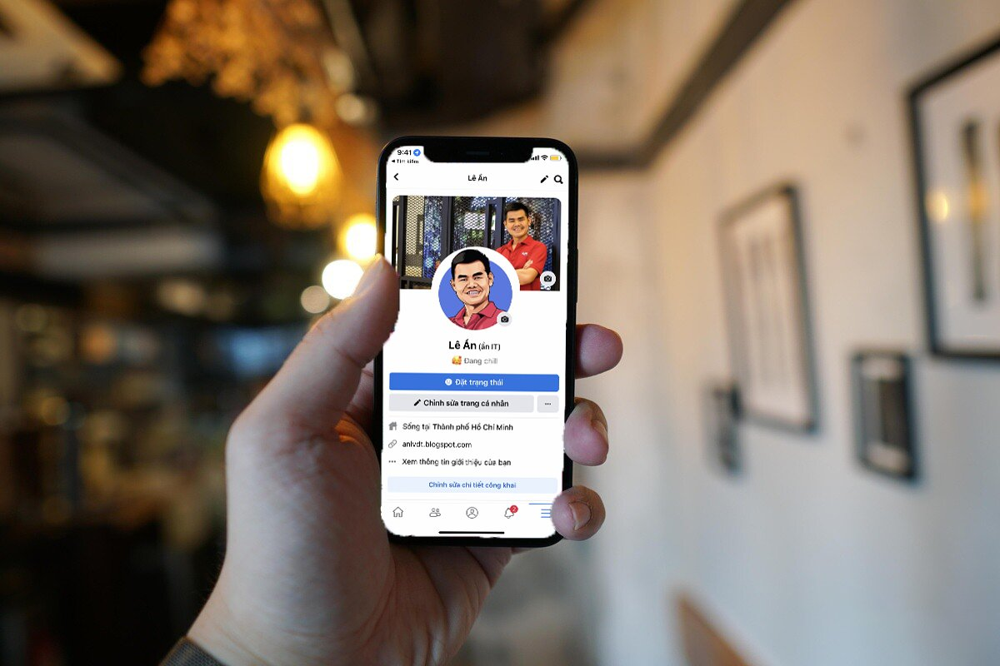 9:41
◂ Tìm kiếm
Lê Ẩn
Lê Ẩn (ẩn IT)
🥰 Đang chill
Đặt trạng thái
Chỉnh sửa trang cá nhân
Sống tại Thành phố Hồ Chí Minh
anlvdt.blogspot.com
Xem thông tin giới thiệu của bạn
Chỉnh sửa chi tiết công khai
2